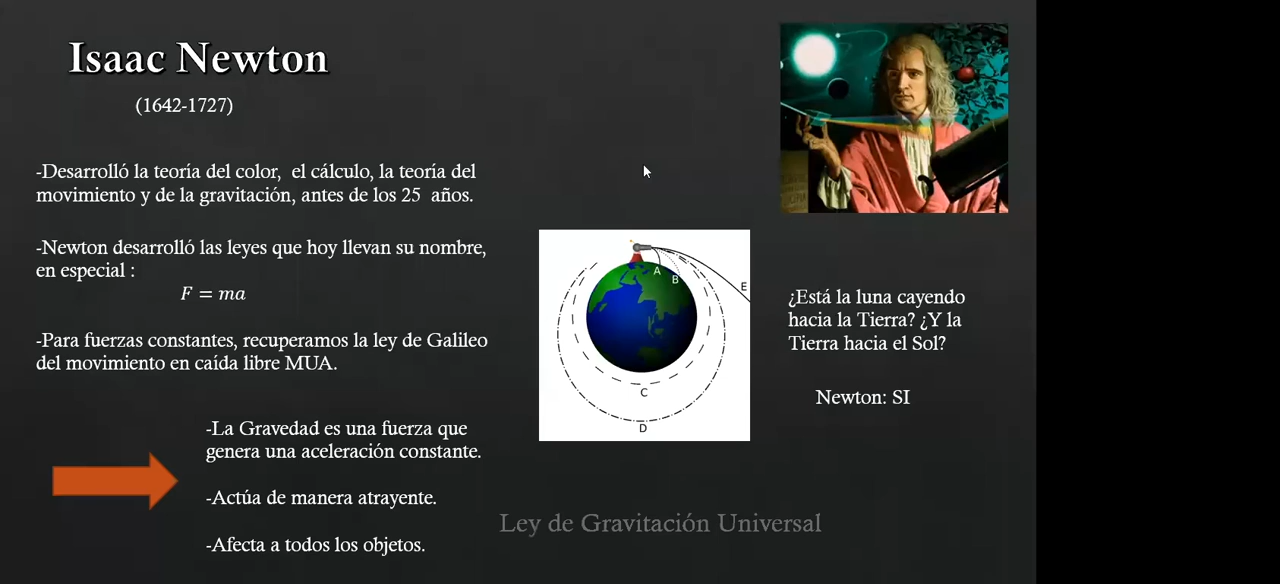 Isaac Newton
(1642-1727)
-Desarrolló la teoría del color, el cálculo, la teoría del
movimiento y de la gravitación, antes de los 25 años.
-Newton desarrolló las leyes que hoy llevan su nombre,
en especial :
F = ma
-Para fuerzas constantes, recuperamos la ley de Galileo
del movimiento en caída libre MUA.
-La Gravedad es una fuerza que
genera una aceleración constante.
-Actúa de manera atrayente.
-Afecta a todos los objetos.
A
B
E
C
D
¿Está la luna cayendo
hacia la Tierra? ¿Y la
Tierra hacia el Sol?
Newton: SI
Ley de Gravitación Universal